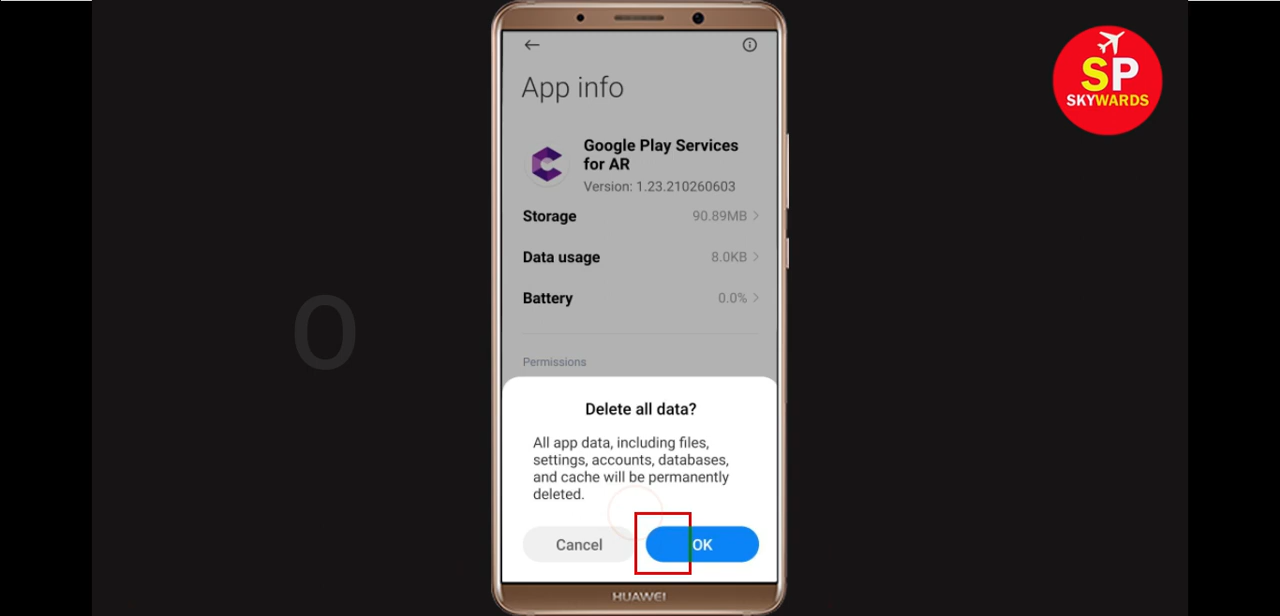 SP
SKYWARDS
App info
Google Play Services
for AR
Version: 1.23.210260603
Storage 90.89MB
Data usage 8.0KB
Battery 0.0%
Permissions
Delete all data?
All app data, including files,
settings, accounts, databases,
and cache will be permanently
deleted.
Cancel OK
HUAWEI
0